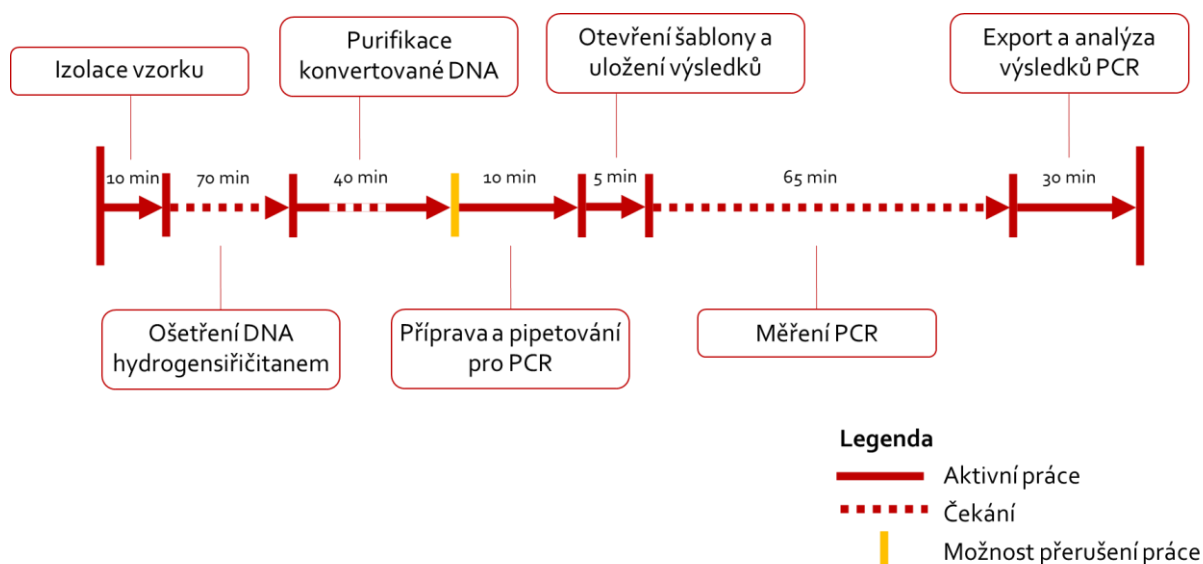 Izolace vzorku
Purifikace
konvertované DNA
Otevření šablony a
uložení výsledků
Export a analýza
výsledků PCR
10 min
70 min
40 min
10 min
5 min
65 min
30 min
Ošetření DNA
hydrogensiřičitanem
Příprava a pipetování
pro PCR
Měření PCR
Legenda
Aktivní práce
Čekání
Možnost přerušení práce